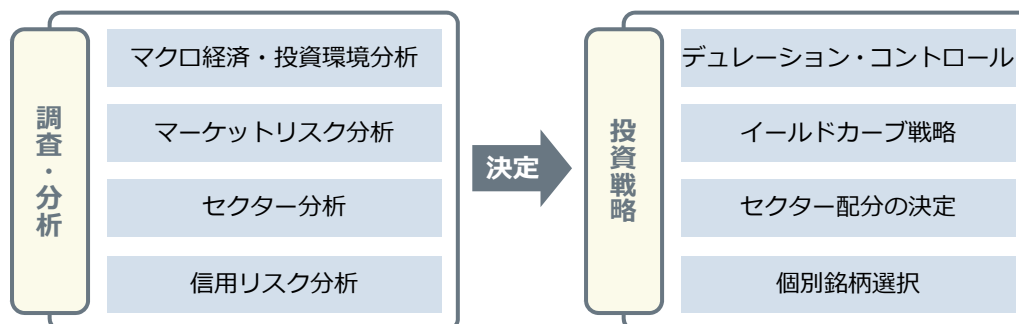 調査・分析
マクロ経済・投資環境分析
マーケットリスク分析
セクター分析
信用リスク分析
決定
投資戦略
デュレーション・コントロール
イールドカーブ戦略
セクター配分の決定
個別銘柄選択